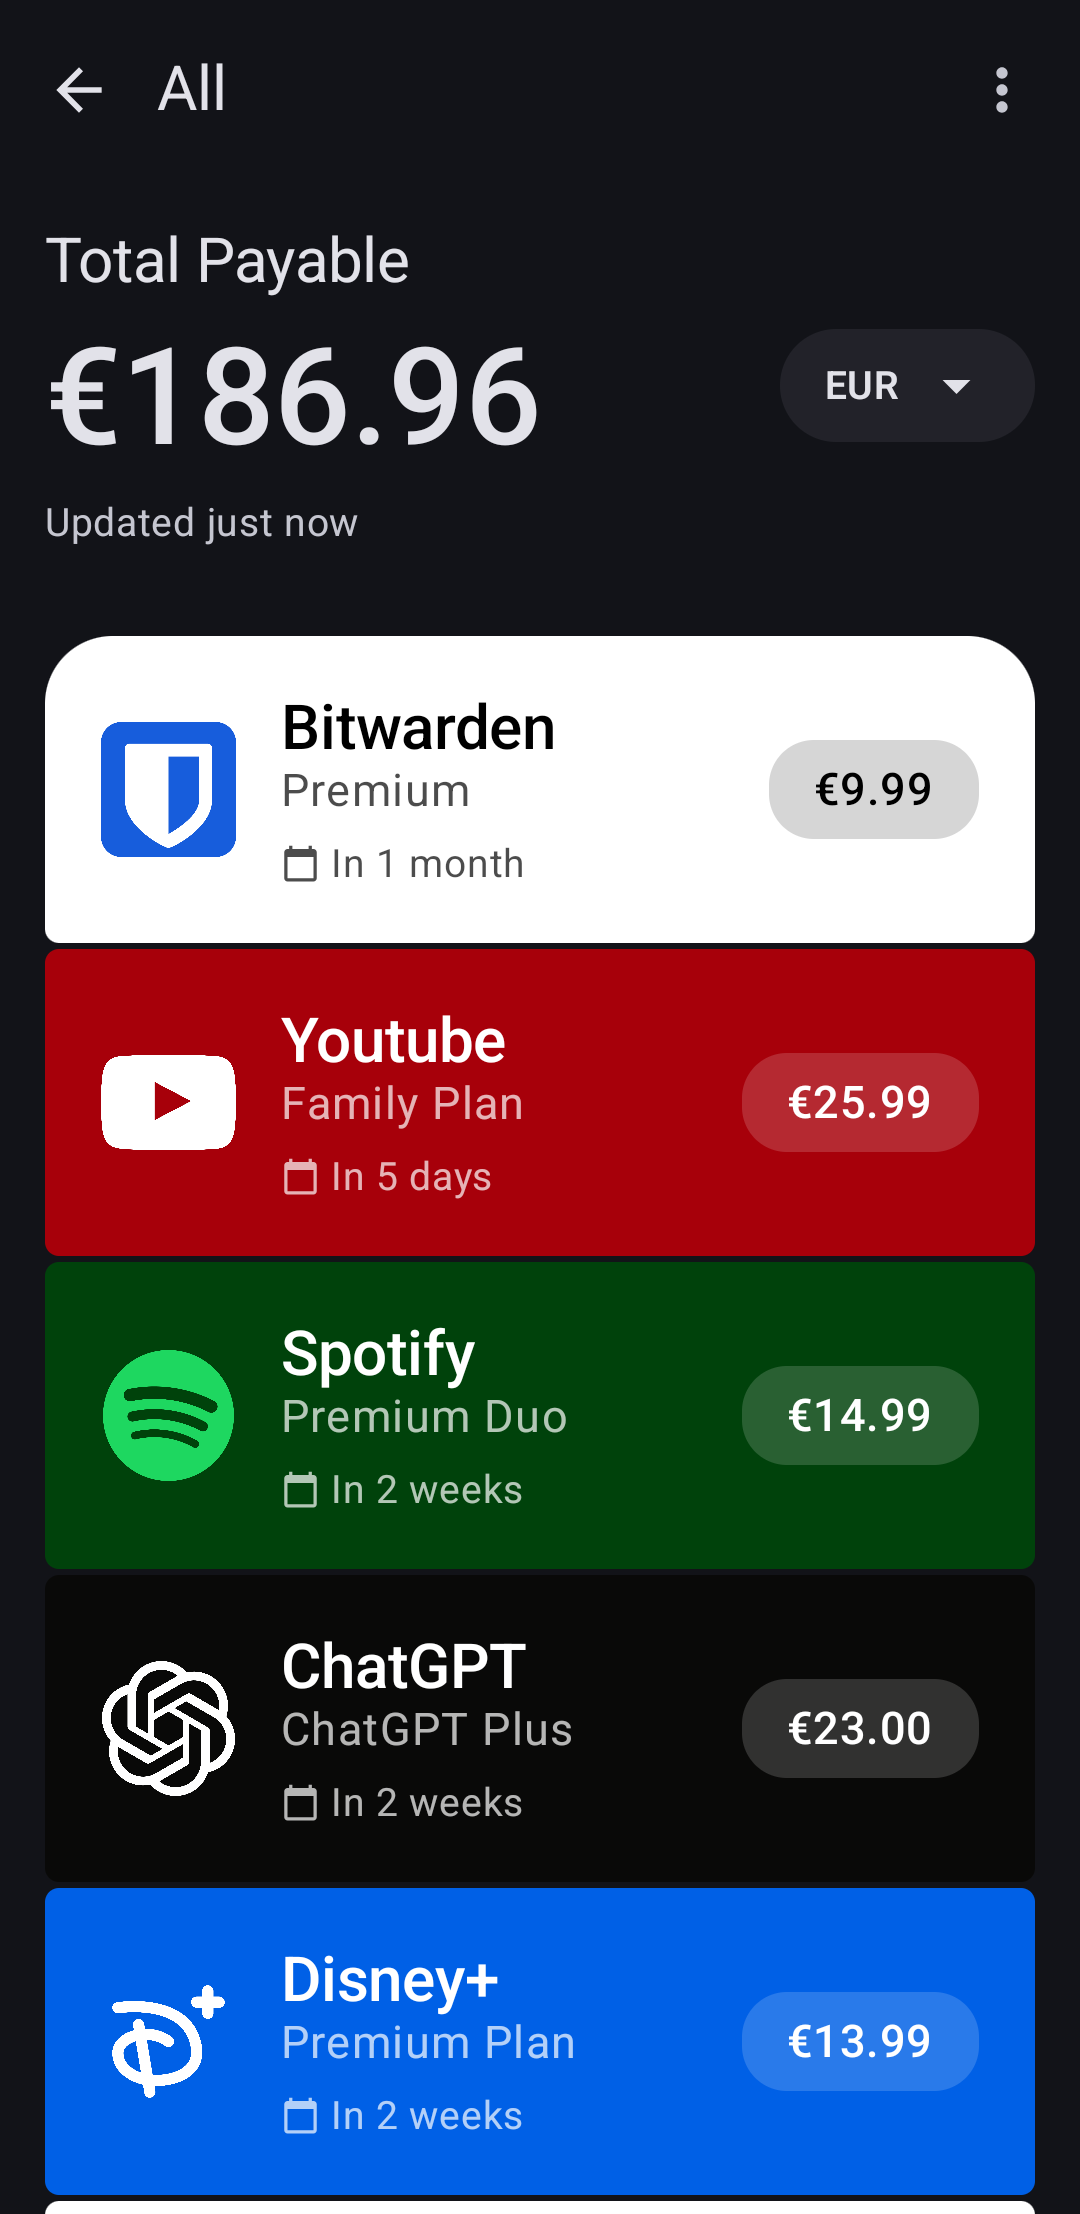 All
Total Payable
€186.96
EUR
Updated just now
Bitwarden
Premium
In 1 month
€9.99
Youtube
Family Plan
In 5 days
€25.99
Spotify
Premium Duo
In 2 weeks
€14.99
ChatGPT
ChatGPT Plus
In 2 weeks
€23.00
Disney+
Premium Plan
In 2 weeks
€13.99